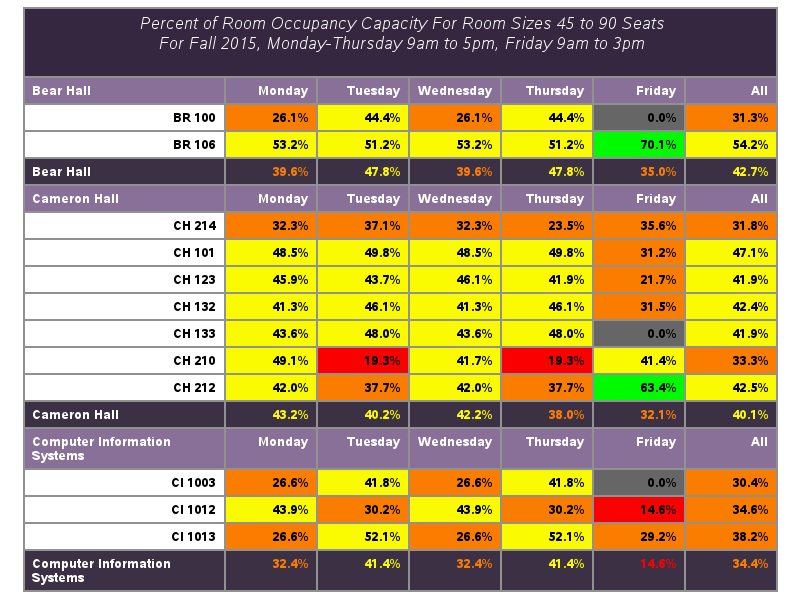 Percent of Room Occupancy Capacity For Room Sizes 45 to 90 Seats
For Fall 2015, Monday-Thursday 9am to 5pm, Friday 9am to 3pm
Bear Hall Monday Tuesday Wednesday Thursday Friday All
BR 100 26.1% 44.4% 26.1% 44.4% 0.0% 31.3%
BR 106 53.2% 51.2% 53.2% 51.2% 70.1% 54.2%
Bear Hall 39.6% 47.8% 39.6% 47.8% 35.0% 42.7%
Cameron Hall Monday Tuesday Wednesday Thursday Friday All
CH 214 32.3% 37.1% 32.3% 23.5% 35.6% 31.8%
CH 101 48.5% 49.8% 48.5% 49.8% 31.2% 47.1%
CH 123 45.9% 43.7% 46.1% 41.9% 21.7% 41.9%
CH 132 41.3% 46.1% 41.3% 46.1% 31.5% 42.4%
CH 133 43.6% 48.0% 43.6% 48.0% 0.0% 41.9%
CH 210 49.1% 19.3% 41.7% 19.3% 41.4% 33.3%
CH 212 42.0% 37.7% 42.0% 37.7% 63.4% 42.5%
Cameron Hall 43.2% 40.2% 42.2% 38.0% 32.1% 40.1%
Computer Information Monday Tuesday Wednesday Thursday Friday All
Systems
CI 1003 26.6% 41.8% 26.6% 41.8% 0.0% 30.4%
CI 1012 43.9% 30.2% 43.9% 30.2% 14.6% 34.6%
CI 1013 26.6% 52.1% 26.6% 52.1% 29.2% 38.2%
Computer Information 32.4% 41.4% 32.4% 41.4% 14.6% 34.4%
Systems